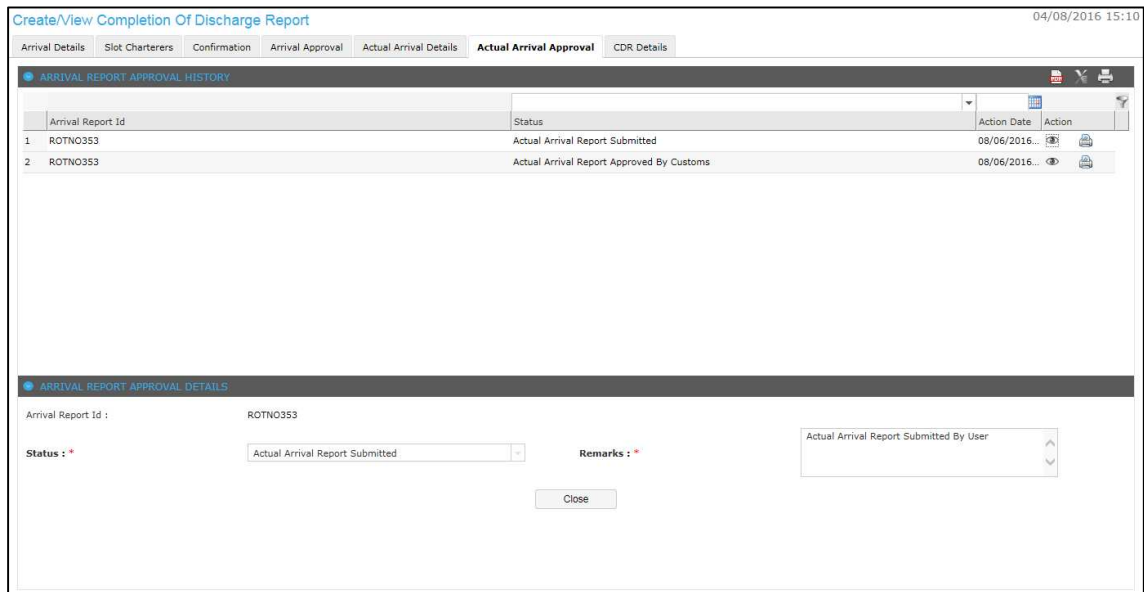 Create/View Completion Of Discharge Report 04/08/2016 15:10
Arrival Details Slot Charterers Confirmation Arrival Approval Actual Arrival Details Actual Arrival Approval CDR Details
ARRIVAL REPORT APPROVAL HISTORY
Arrival Report Id Status Action Date Action
1 ROTNO353 Actual Arrival Report Submitted 08/06/2016...
2 ROTNO353 Actual Arrival Report Approved By Customs 08/06/2016...
ARRIVAL REPORT APPROVAL DETAILS
Arrival Report Id : ROTNO353
Status : * Actual Arrival Report Submitted Remarks : * Actual Arrival Report Submitted By User
Close